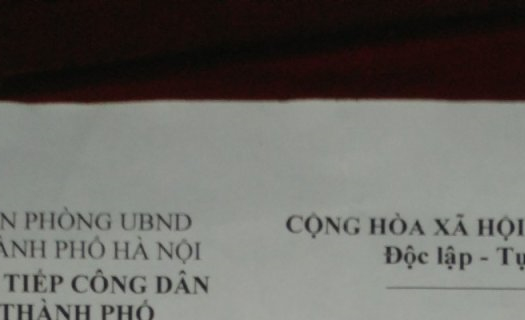 N PHÒNG UBND
ÀNH PHỐ HÀ NỘI
TIẾP CÔNG DÂN
THÀNH PHỐ
CỘNG HÒA XÃ HỘI
Độc lập - Tự